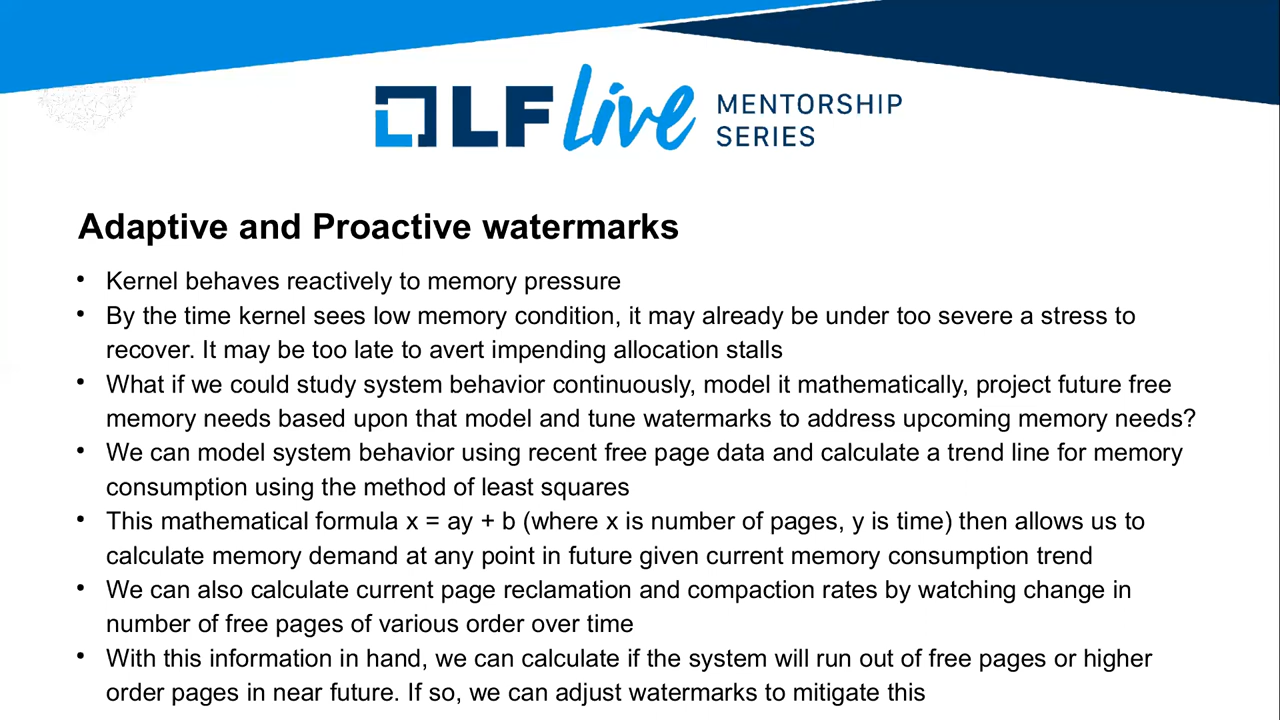 LF Live MENTORSHIP
SERIES
Adaptive and Proactive watermarks
• Kernel behaves reactively to memory pressure
• By the time kernel sees low memory condition, it may already be under too severe a stress to
recover. It may be too late to avert impending allocation stalls
• What if we could study system behavior continuously, model it mathematically, project future free
memory needs based upon that model and tune watermarks to address upcoming memory needs?
• We can model system behavior using recent free page data and calculate a trend line for memory
consumption using the method of least squares
• This mathematical formula x = ay + b (where x is number of pages, y is time) then allows us to
calculate memory demand at any point in future given current memory consumption trend
• We can also calculate current page reclamation and compaction rates by watching change in
number of free pages of various order over time
• With this information in hand, we can calculate if the system will run out of free pages or higher
order pages in near future. If so, we can adjust watermarks to mitigate this